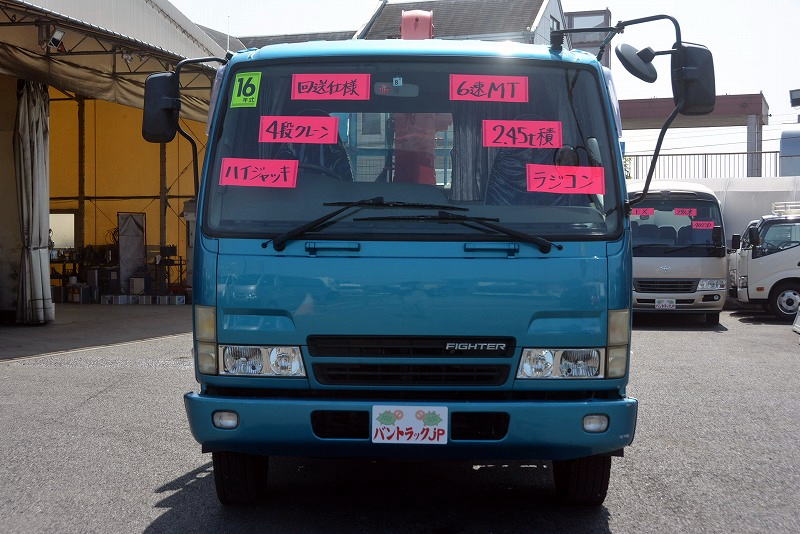 16
年式
回送仕様
8
6速MT
4段クレーン
2.45t積
ハイジャッキ
ラジコン
FIGHTER
バントラック.JP